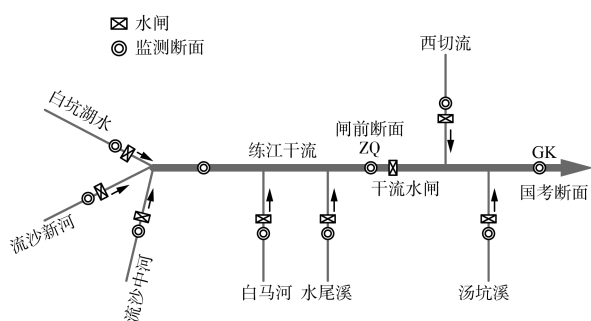 水闸
监测断面
西切流
白坑湖水
闸前断面
ZQ
练江干流
GK
干流水闸
国考断面
流沙新河
流沙中河
白马河
水尾溪
汤坑溪